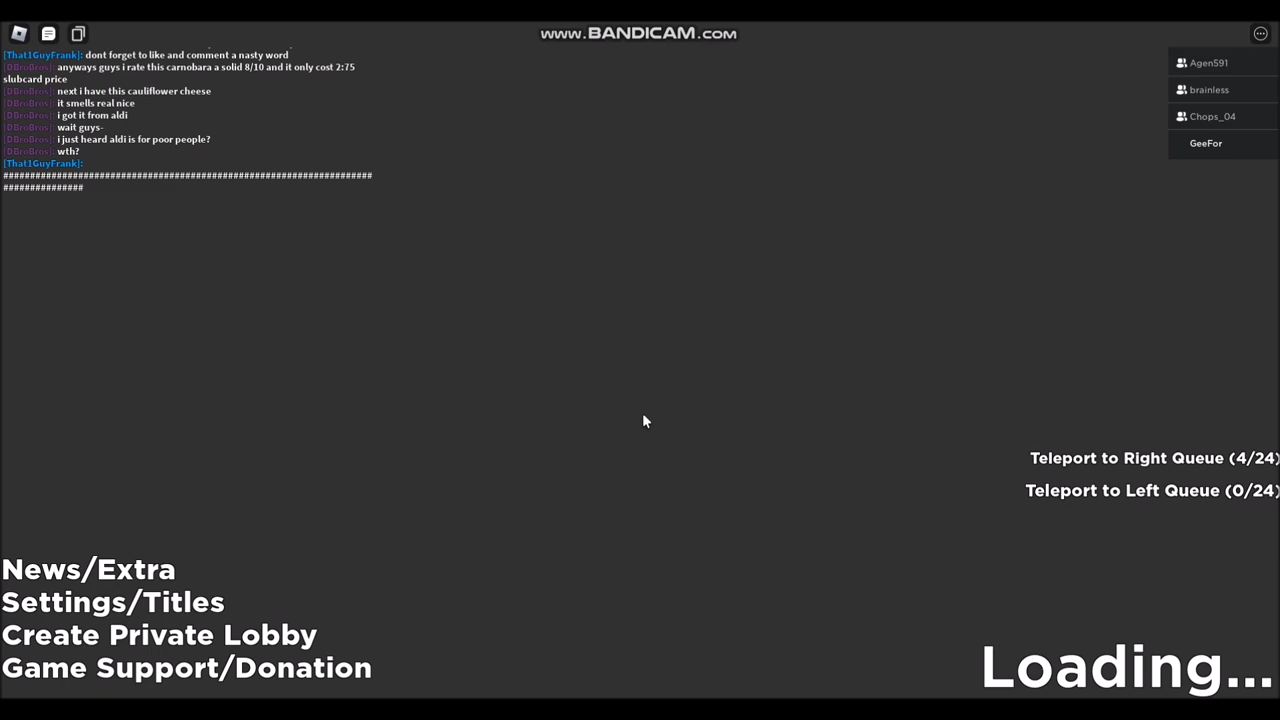 www.BANDICAM.com
[That1GuyFrank]: dont forget to like and comment a nasty word
[DBroBros]: anyways guys i rate this carnobara a solid 8/10 and it only cost 2:75
slubcard price
[DBroBros]: next i have this cauliflower cheese
[DBroBros]: it smells real nice
[DBroBros]: i got it from aldi
[DBroBros]: wait guys-
[DBroBros]: i just heard aldi is for poor people?
[DBroBros]: wth?
[That1GuyFrank]:
######################################################################
###############
Agen591
brainless
Chops_04
GeeFor
Teleport to Right Queue (4/24)
Teleport to Left Queue (0/24)
News/Extra
Settings/Titles
Create Private Lobby
Game Support/Donation
Loading...